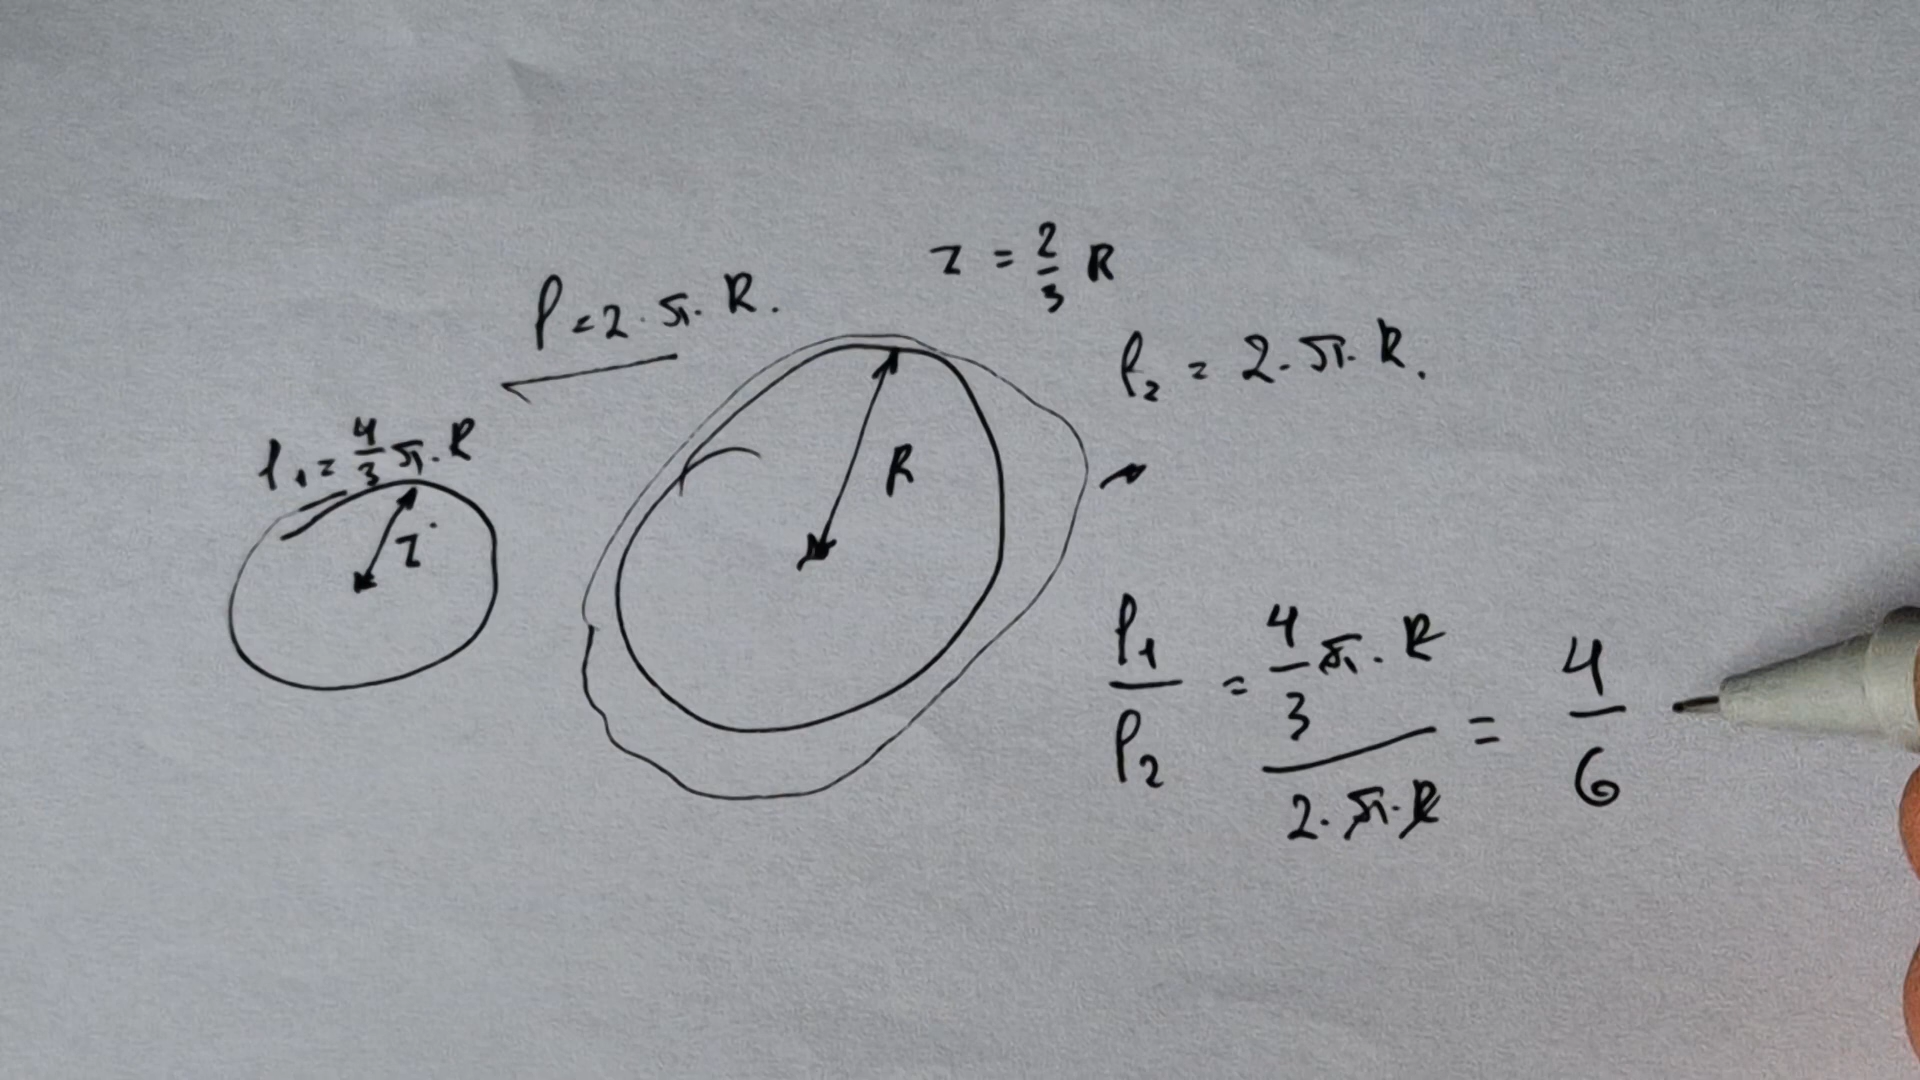 r = 2/3 R
P = 2 · π · R.
P₂ = 2 · π · R.
P₁ = 4/3 π · R
R
r
P₁/P₂ = (4/3 π · R)/(2 · π · R) = 4/6